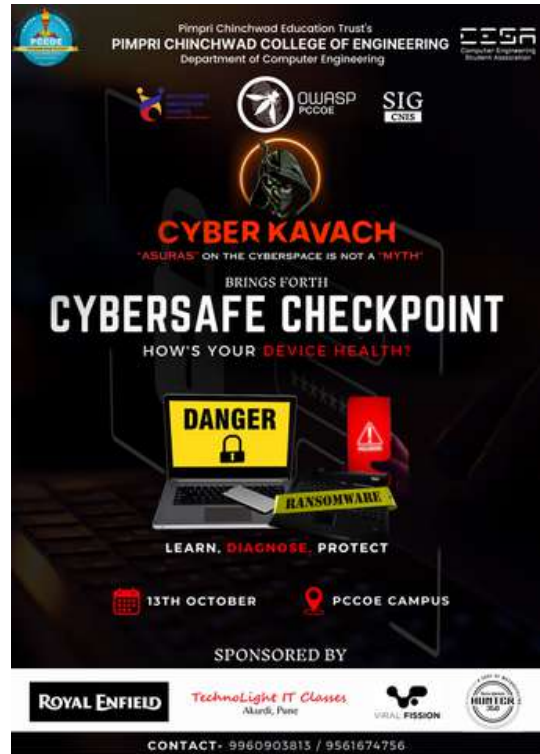 PCCOE
Pimpri Chinchwad Education Trust's
PIMPRI CHINCHWAD COLLEGE OF ENGINEERING
Department of Computer Engineering
CESA
Computer Engineering
Student Association
OWASP
PCCOE
SIG
CNIS
CYBER KAVACH
"ASURAS" ON THE CYBERSPACE IS NOT A "MYTH"
BRINGS FORTH
CYBERSAFE CHECKPOINT
HOW'S YOUR DEVICE HEALTH?
DANGER
RANSOMWARE
LEARN, DIAGNOSE, PROTECT
13TH OCTOBER
PCCOE CAMPUS
SPONSORED BY
ROYAL ENFIELD
TechnoLight IT Classes
Akurdi, Pune
VIRAL FISSION
HUNTER
350
CONTACT- 9960903813 / 9561674756